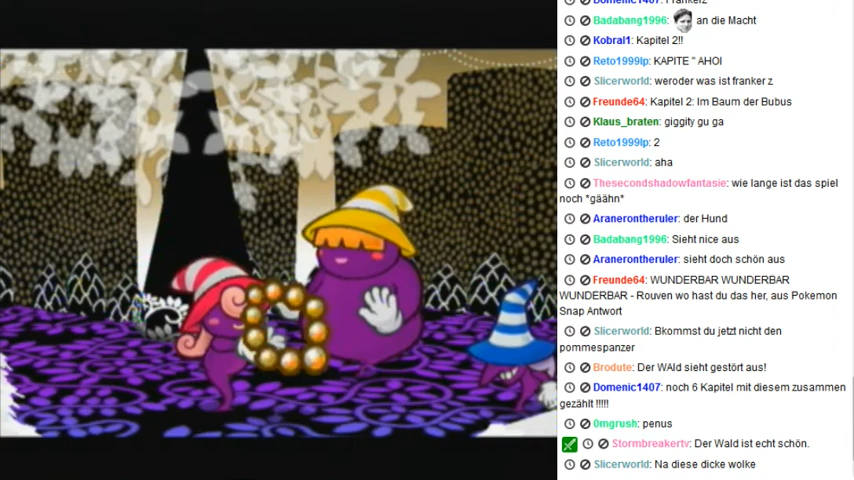 Domenic1407: Frankerz
Badabang1996: an die Macht
Kobral1: Kapitel 2!!
Reto1999lp: KAPITE " AHOI
Slicerworld: weroder was ist franker z
Freunde64: Kapitel 2: Im Baum der Bubus
Klaus_braten: giggity gu ga
Reto1999lp: 2
Slicerworld: aha
Thesecondshadowfantasie: wie lange ist das spiel
noch *gäähn*
Aranerontheruler: der Hund
Badabang1996: Sieht nice aus
Aranerontheruler: sieht doch schön aus
Freunde64: WUNDERBAR WUNDERBAR
WUNDERBAR - Rouven wo hast du das her, aus Pokemon
Snap Antwort
Slicerworld: Bkommst du jetzt nicht den
pommespanzer
Brodute: Der WAld sieht gestört aus!
Domenic1407: noch 6 Kapitel mit diesem zusammen
gezählt !!!!!
0mgrush: penus
Stormbreakertv: Der Wald ist echt schön.
Slicerworld: Na diese dicke wolke